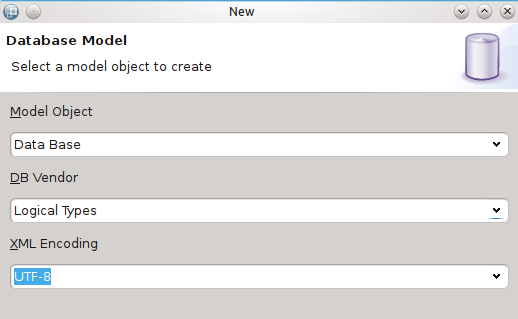 New
Database Model
Select a model object to create
Model Object
Data Base
DB Vendor
Logical Types
XML Encoding
UTF-8